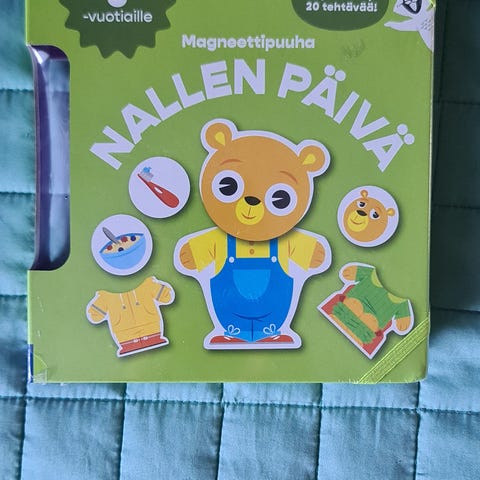 -vuotiaille
20 tehtävää!
Magneettipuuha
NALLEN PÄIVÄ